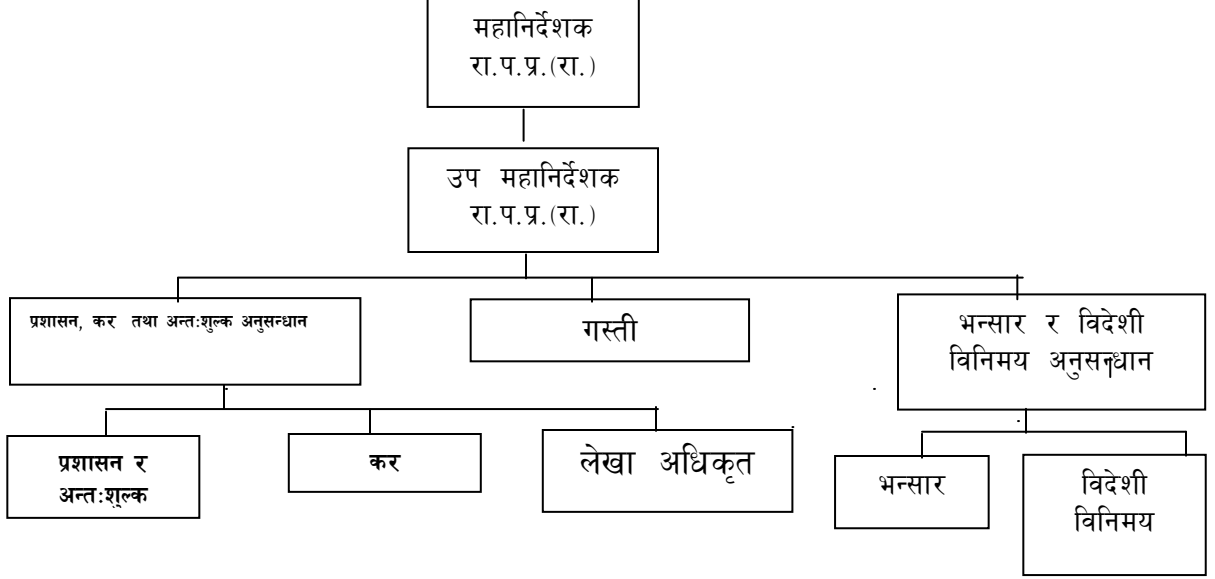 महानिर्देशक
रा.प.प्र.(रा.)
उप महानिर्देशक
रा.प.प्र.(रा.)
प्रशासन, कर तथा अन्तःशुल्क अनुसन्धान
गस्ती
भन्सार र विदेशी
विनिमय अनुसन्धान
प्रशासन र
अन्तःशुल्क
कर
लेखा अधिकृत
भन्सार
विदेशी
विनिमय